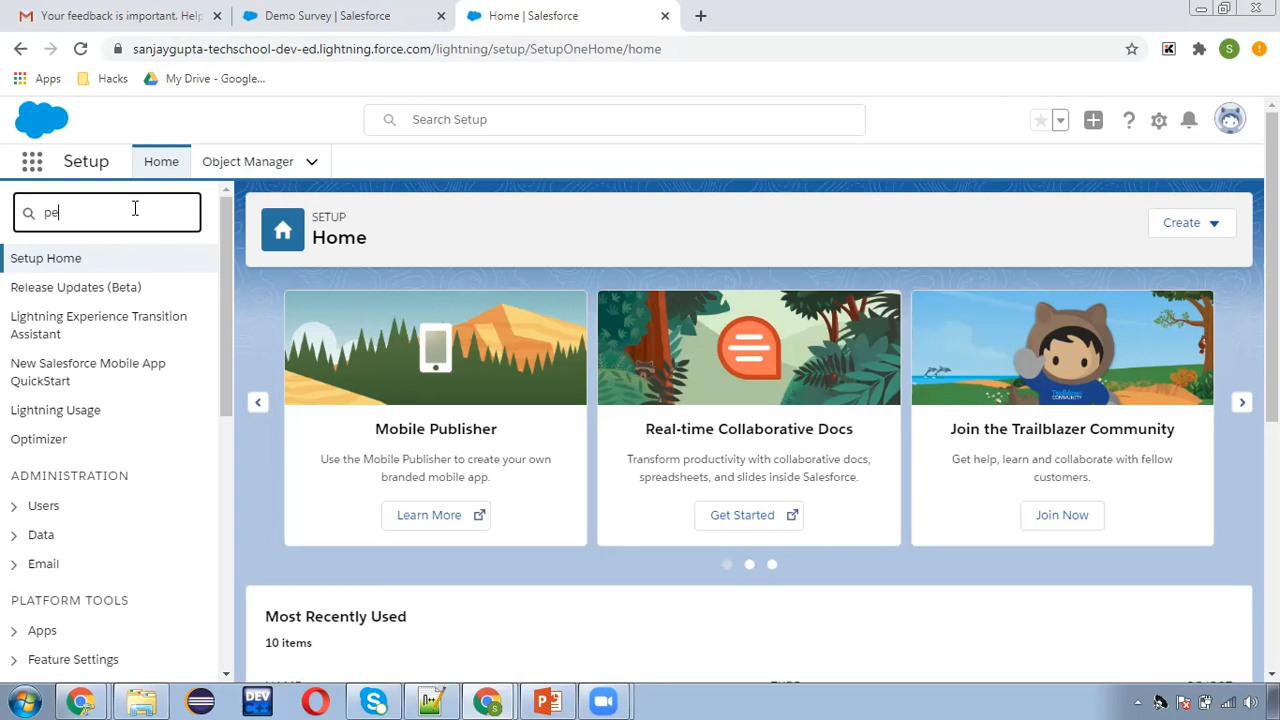 Your feedback is important. Help
Demo Survey | Salesforce
Home | Salesforce
sanjaygupta-techschool-dev-ed.lightning.force.com/lightning/setup/SetupOneHome/home
S
Apps
Hacks
My Drive - Google...
Search Setup
Setup
Home
Object Manager
pe
Setup Home
Release Updates (Beta)
Lightning Experience Transition
Assistant
New Salesforce Mobile App
QuickStart
Lightning Usage
Optimizer
ADMINISTRATION
Users
Data
Email
PLATFORM TOOLS
Apps
Feature Settings
SETUP
Home
Create
Mobile Publisher
Use the Mobile Publisher to create your own
branded mobile app.
Learn More
Real-time Collaborative Docs
Transform productivity with collaborative docs,
spreadsheets, and slides inside Salesforce.
Get Started
Join the Trailblazer Community
Get help, learn and collaborate with fellow
customers.
Join Now
Most Recently Used
10 items
DEV
C++